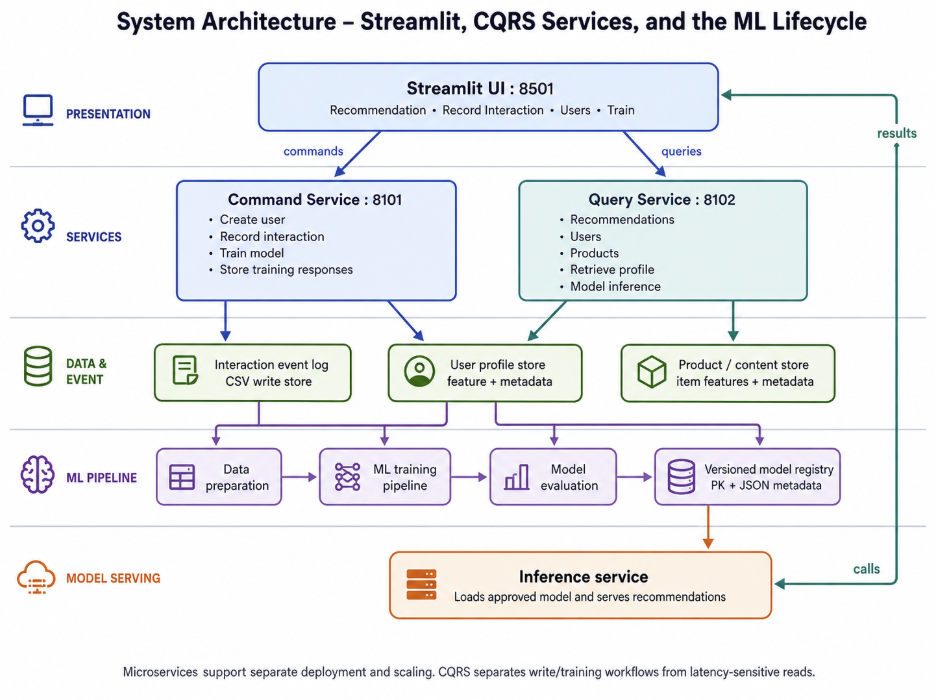 System Architecture – Streamlit, CQRS Services, and the ML Lifecycle
PRESENTATION
Streamlit UI : 8501
Recommendation • Record Interaction • Users • Train
results
commands
queries
SERVICES
Command Service : 8101
• Create user
• Record interaction
• Train model
• Store training responses
Query Service : 8102
• Recommendations
• Users
• Products
• Retrieve profile
• Model inference
DATA &
EVENT
Interaction event log
CSV write store
User profile store
feature + metadata
Product / content store
item features + metadata
ML PIPELINE
Data
preparation
ML training
pipeline
Model
evaluation
Versioned model registry
PK + JSON metadata
MODEL SERVING
Inference service
Loads approved model and serves recommendations
calls
Microservices support separate deployment and scaling. CQRS separates write/training workflows from latency-sensitive reads.